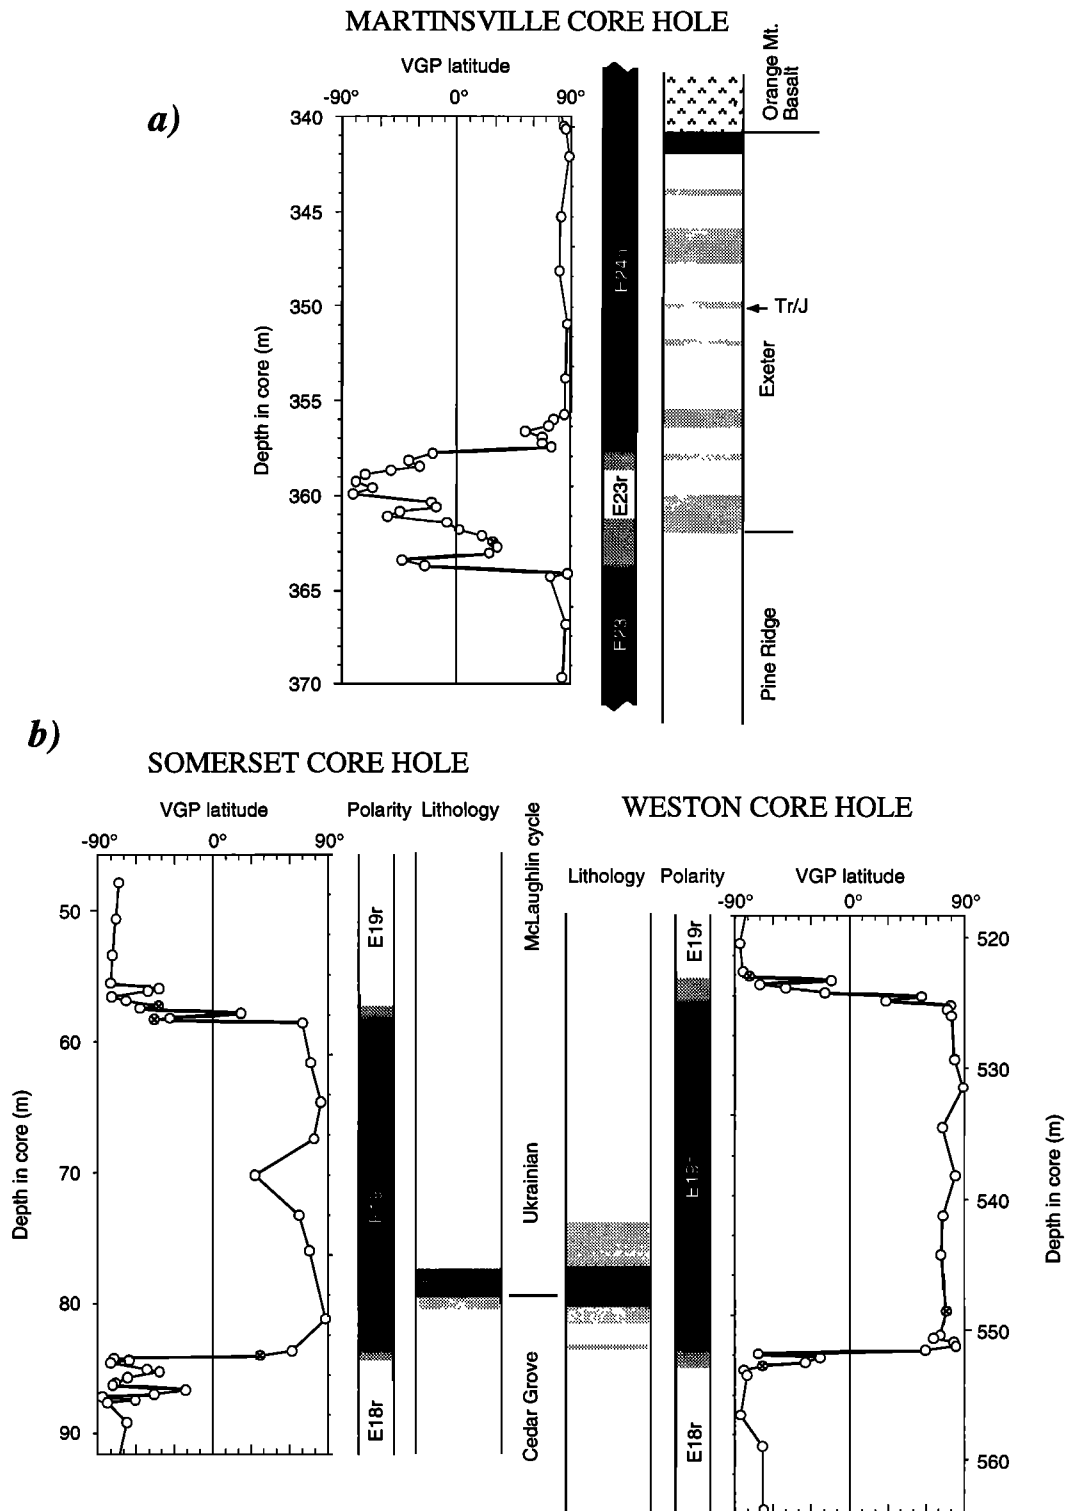 MARTINSVILLE CORE HOLE
a)
VGP latitude
-90° 0° 90°
Orange Mt.
Basalt
340
345
350
355
360
365
370
Depth in core (m)
E23r
Tr/J
Exeter
Pine Ridge
b)
SOMERSET CORE HOLE
VGP latitude
-90° 0° 90°
Polarity
Lithology
McLaughlin cycle
50
60
70
80
90
Depth in core (m)
E19r
E18r
Ukrainian
Cedar Grove
WESTON CORE HOLE
Lithology
Polarity
VGP latitude
-90° 0° 90°
E19r
E18r
520
530
540
550
560
Depth in core (m)